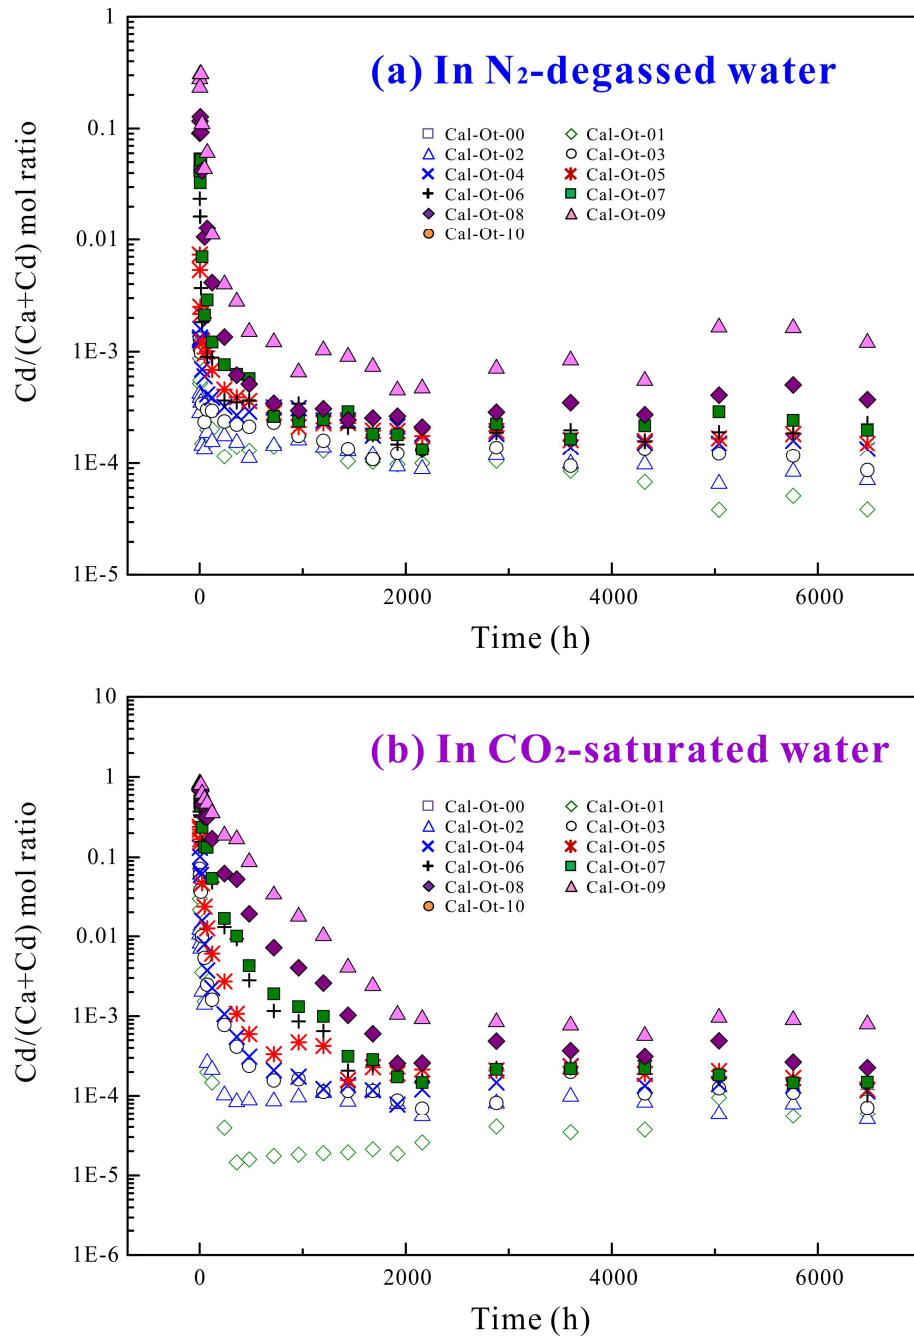 1
(a) In N₂-degassed water
0.1
Cal-Ot-00 Cal-Ot-01
Cal-Ot-02 Cal-Ot-03
Cal-Ot-04 Cal-Ot-05
Cal-Ot-06 Cal-Ot-07
Cal-Ot-08 Cal-Ot-09
Cal-Ot-10
0.01
1E-3
1E-4
1E-5
Cd/(Ca+Cd) mol ratio
0 2000 4000 6000
Time (h)
10
(b) In CO₂-saturated water
1
Cal-Ot-00 Cal-Ot-01
Cal-Ot-02 Cal-Ot-03
Cal-Ot-04 Cal-Ot-05
Cal-Ot-06 Cal-Ot-07
Cal-Ot-08 Cal-Ot-09
Cal-Ot-10
0.1
0.01
1E-3
1E-4
1E-5
1E-6
Cd/(Ca+Cd) mol ratio
0 2000 4000 6000
Time (h)